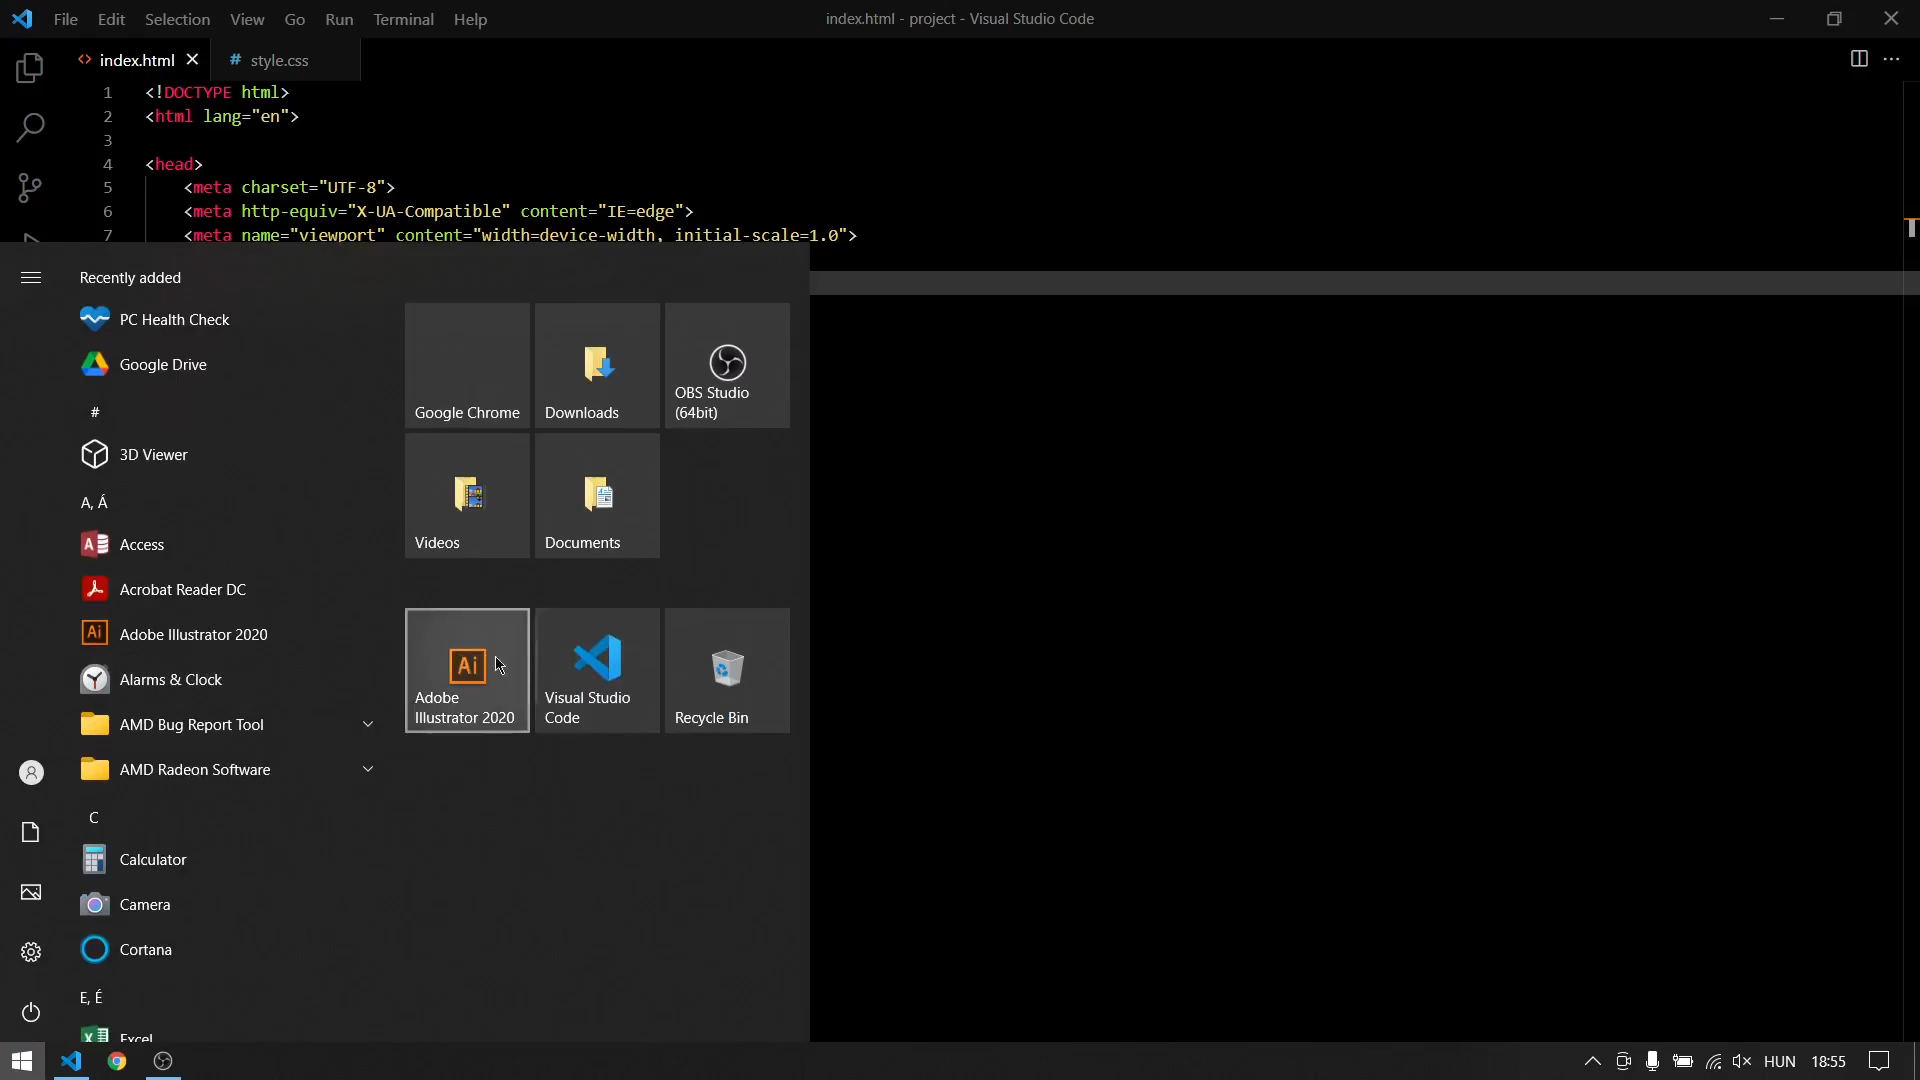 File Edit Selection View Go Run Terminal Help
index.html - project - Visual Studio Code
<> index.html
# style.css
1 <!DOCTYPE html>
2 <html lang="en">
3
4 <head>
5 <meta charset="UTF-8">
6 <meta http-equiv="X-UA-Compatible" content="IE=edge">
7 <meta name="viewport" content="width=device-width, initial-scale=1.0">
Recently added
PC Health Check
Google Drive
#
3D Viewer
A, Á
Access
Acrobat Reader DC
Adobe Illustrator 2020
Alarms & Clock
AMD Bug Report Tool
AMD Radeon Software
C
Calculator
Camera
Cortana
E, É
Excel
Google Chrome
Downloads
OBS Studio
(64bit)
Videos
Documents
Ai
Adobe
Illustrator 2020
Visual Studio
Code
Recycle Bin
HUN 18:55